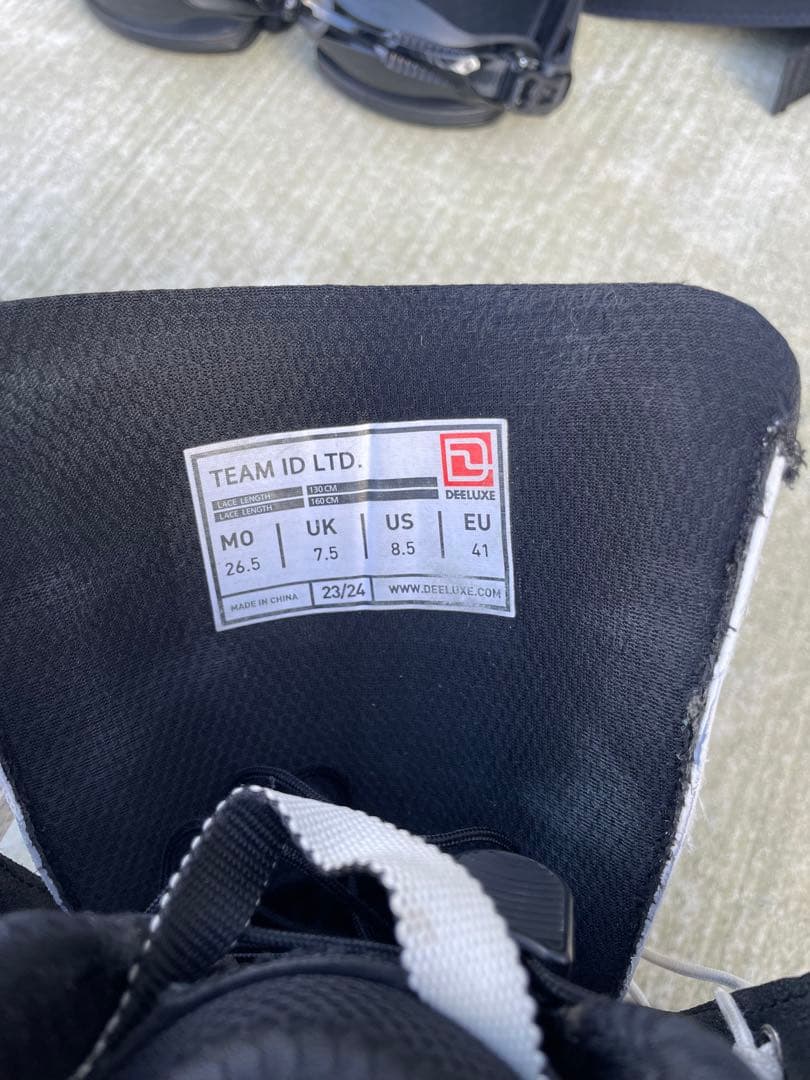 TEAM ID LTD.
DEELUXE
LACE LENGTH 130 CM
LACE LENGTH 160 CM
MO UK US EU
26.5 7.5 8.5 41
MADE IN CHINA 23/24 WWW.DEELUXE.COM